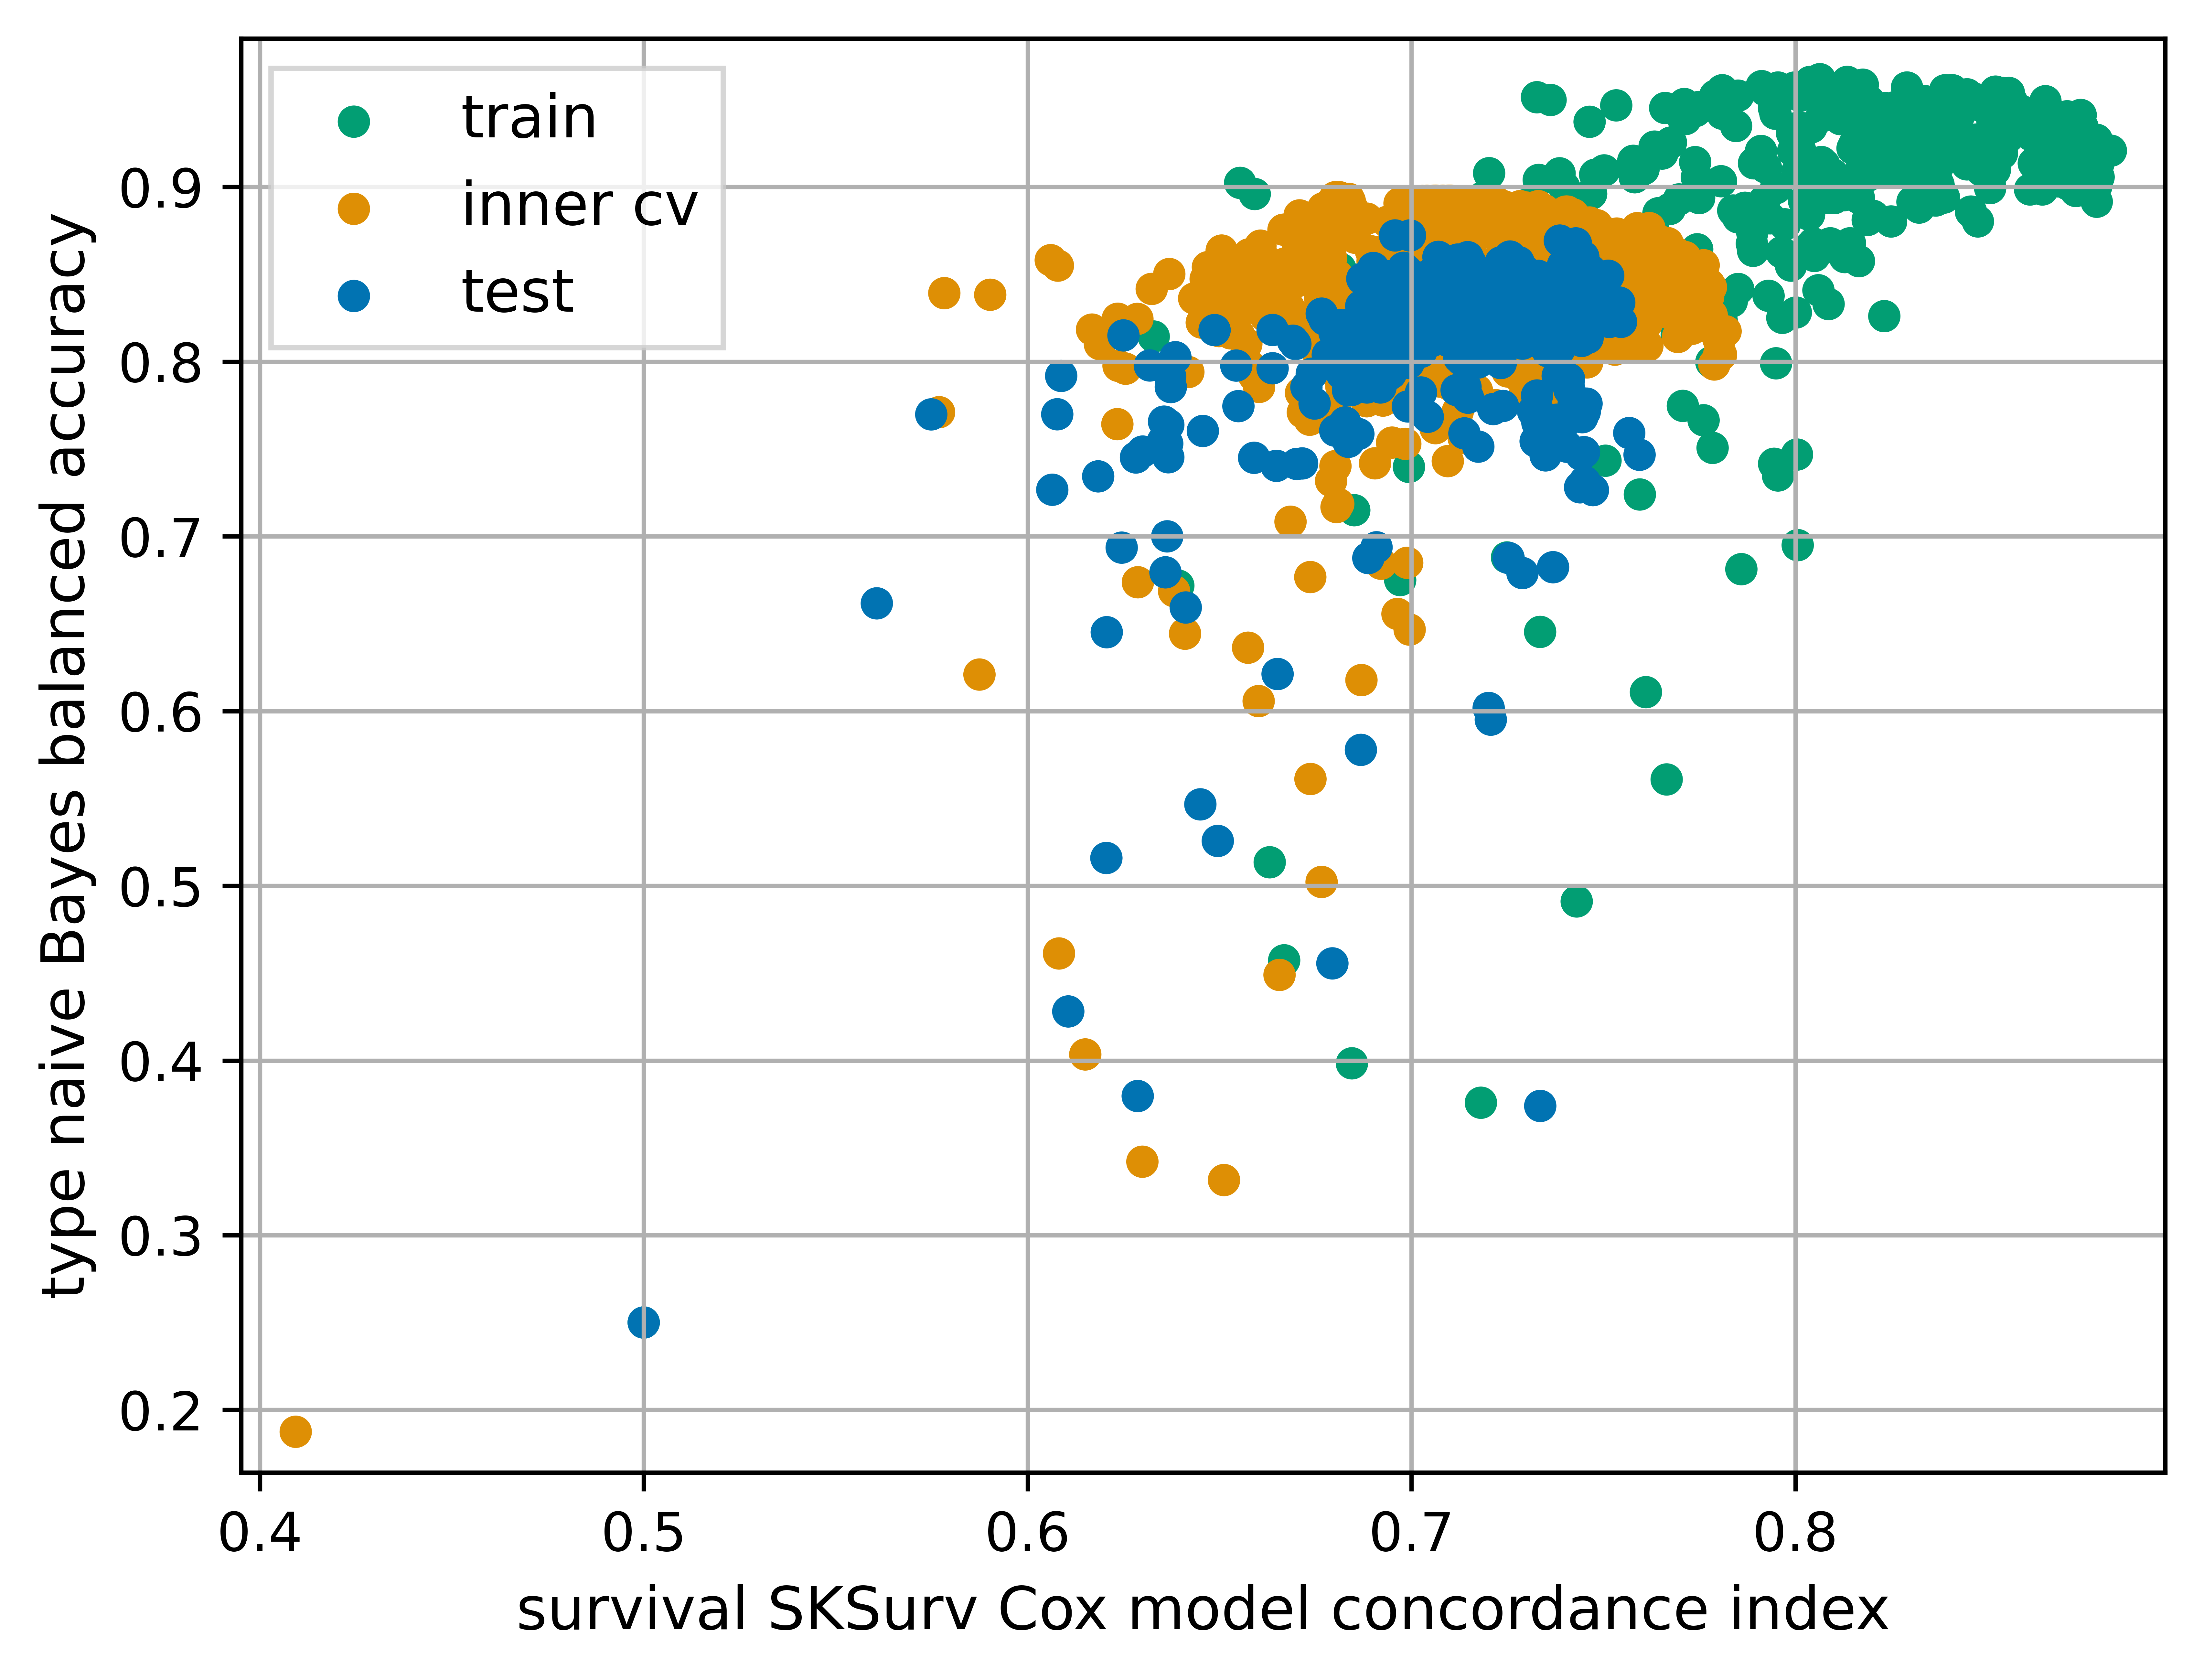 train
inner cv
test
type naive Bayes balanced accuracy
0.9
0.8
0.7
0.6
0.5
0.4
0.3
0.2
0.4 0.5 0.6 0.7 0.8
survival SKSurv Cox model concordance index